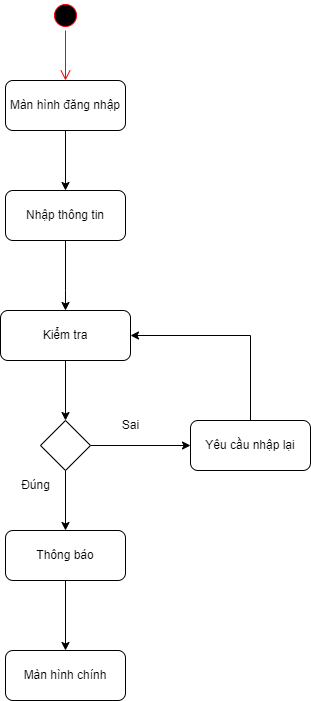 Màn hình đăng nhập
Nhập thông tin
Kiểm tra
Sai
Yêu cầu nhập lại
Đúng
Thông báo
Màn hình chính